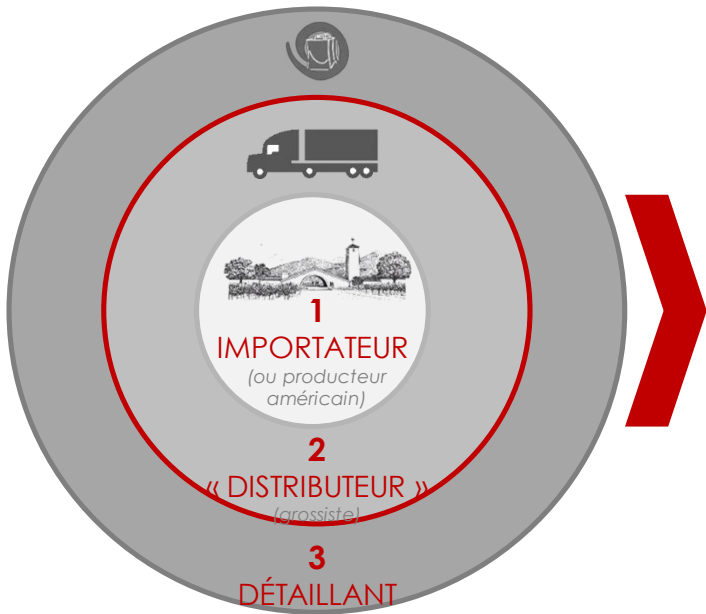 1
IMPORTATEUR
(ou producteur
américain)
2
« DISTRIBUTEUR »
(grossiste)
3
DÉTAILLANT